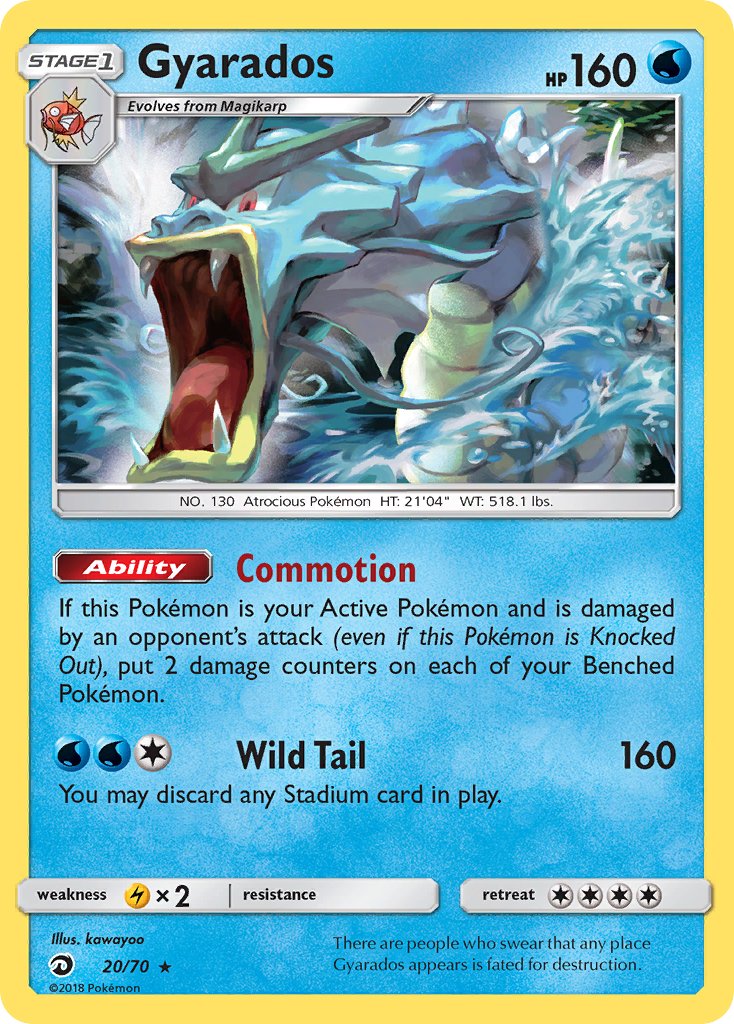 STAGE1
Gyarados
HP 160
Evolves from Magikarp
NO. 130 Atrocious Pokémon HT: 21'04" WT: 518.1 lbs.
Ability Commotion
If this Pokémon is your Active Pokémon and is damaged
by an opponent's attack (even if this Pokémon is Knocked
Out), put 2 damage counters on each of your Benched
Pokémon.
Wild Tail 160
You may discard any Stadium card in play.
weakness ×2 resistance retreat
Illus. kawayoo
20/70
©2018 Pokémon
There are people who swear that any place
Gyarados appears is fated for destruction.